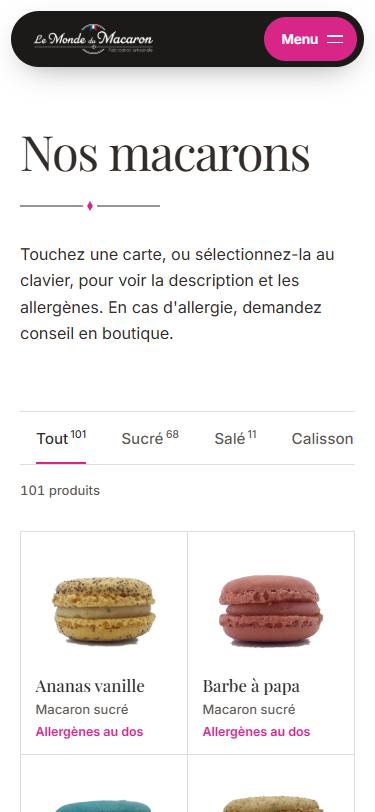 Le Monde du Macaron
Fabrication artisanale
Menu
Nos macarons
Touchez une carte, ou sélectionnez-la au
clavier, pour voir la description et les
allergènes. En cas d'allergie, demandez
conseil en boutique.
Tout 101
Sucré 68
Salé 11
Calisson
101 produits
Ananas vanille
Macaron sucré
Allergènes au dos
Barbe à papa
Macaron sucré
Allergènes au dos